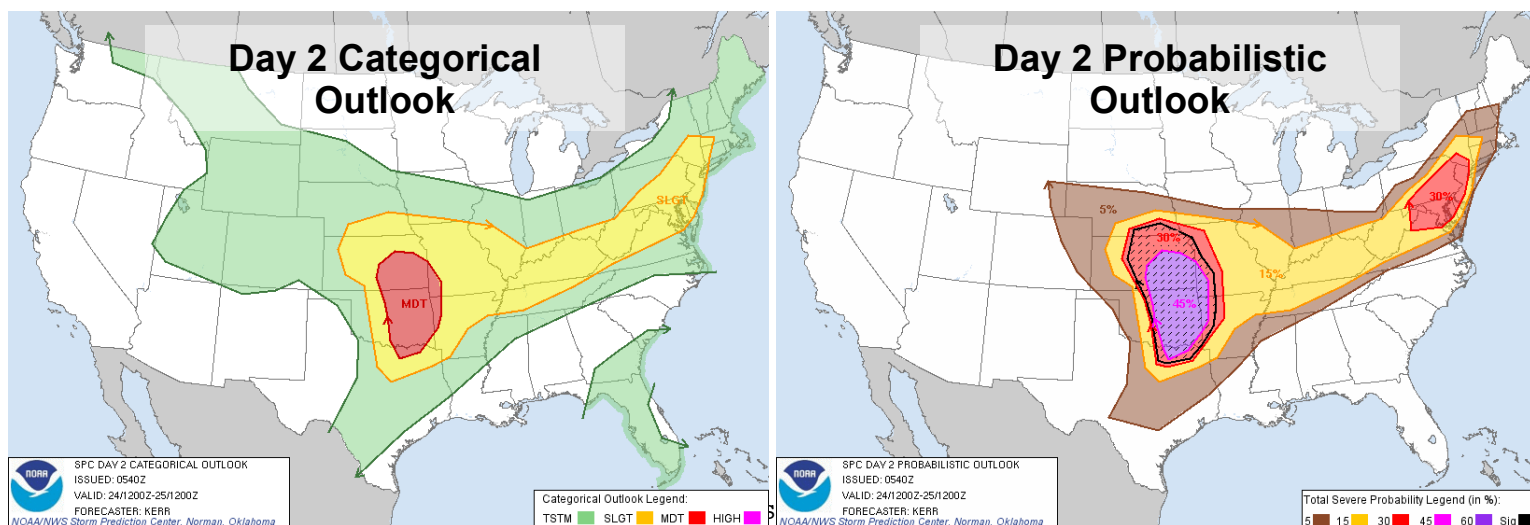 Day 2 Categorical
Outlook
SLGT
MDT
NOAA
SPC DAY 2 CATEGORICAL OUTLOOK
ISSUED: 0540Z
VALID: 24/1200Z-25/1200Z
FORECASTER: KERR
NOAA/NWS Storm Prediction Center, Norman, Oklahoma
Categorical Outlook Legend:
TSTM SLGT MDT HIGH
Day 2 Probabilistic
Outlook
5%
30%
30%
15%
45%
NOAA
SPC DAY 2 PROBABILISTIC OUTLOOK
ISSUED: 0540Z
VALID: 24/1200Z-25/1200Z
FORECASTER: KERR
NOAA/NWS Storm Prediction Center, Norman, Oklahoma
Total Severe Probability Legend (in %):
5 15 30 45 60 Sig